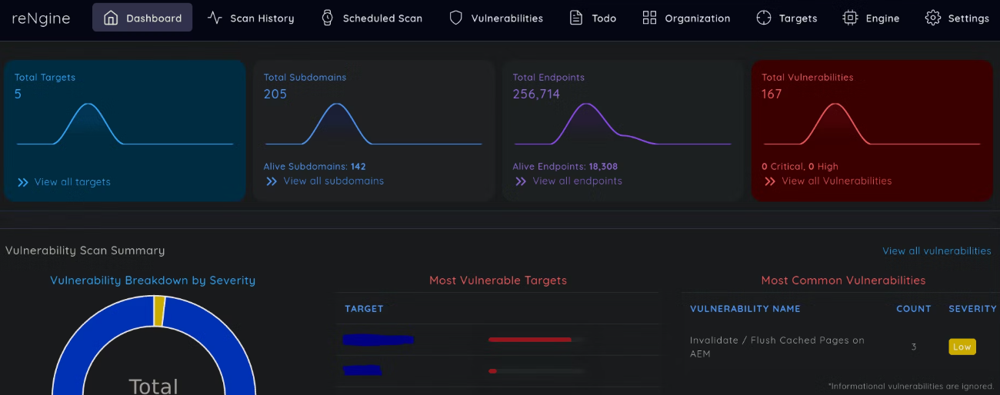 reNgine
Dashboard
Scan History
Scheduled Scan
Vulnerabilities
Todo
Organization
Targets
Engine
Settings
Total Targets
5
View all targets
Total Subdomains
205
Alive Subdomains: 142
View all subdomains
Total Endpoints
256,714
Alive Endpoints: 18,308
View all endpoints
Total Vulnerabilities
167
0 Critical, 0 High
View all Vulnerabilities
Vulnerability Scan Summary
View all vulnerabilities
Vulnerability Breakdown by Severity
Total
Most Vulnerable Targets
TARGET
Most Common Vulnerabilities
VULNERABILITY NAME COUNT SEVERITY
Invalidate / Flush Cached Pages on
AEM
3
Low
*Informational vulnerabilities are ignored.